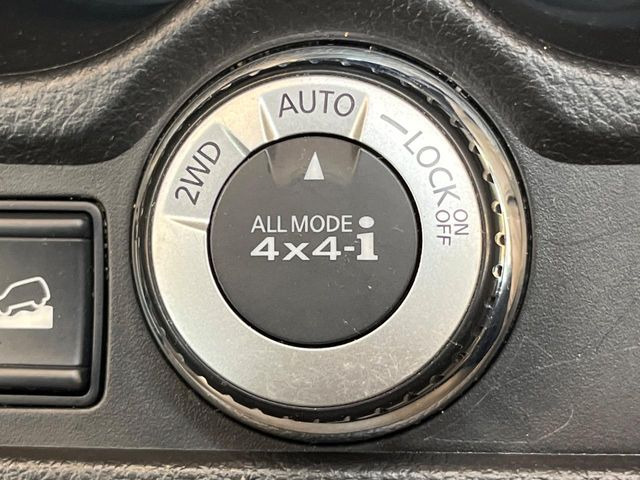 2WD
AUTO
LOCK
ON
OFF
ALL MODE
4x4-i